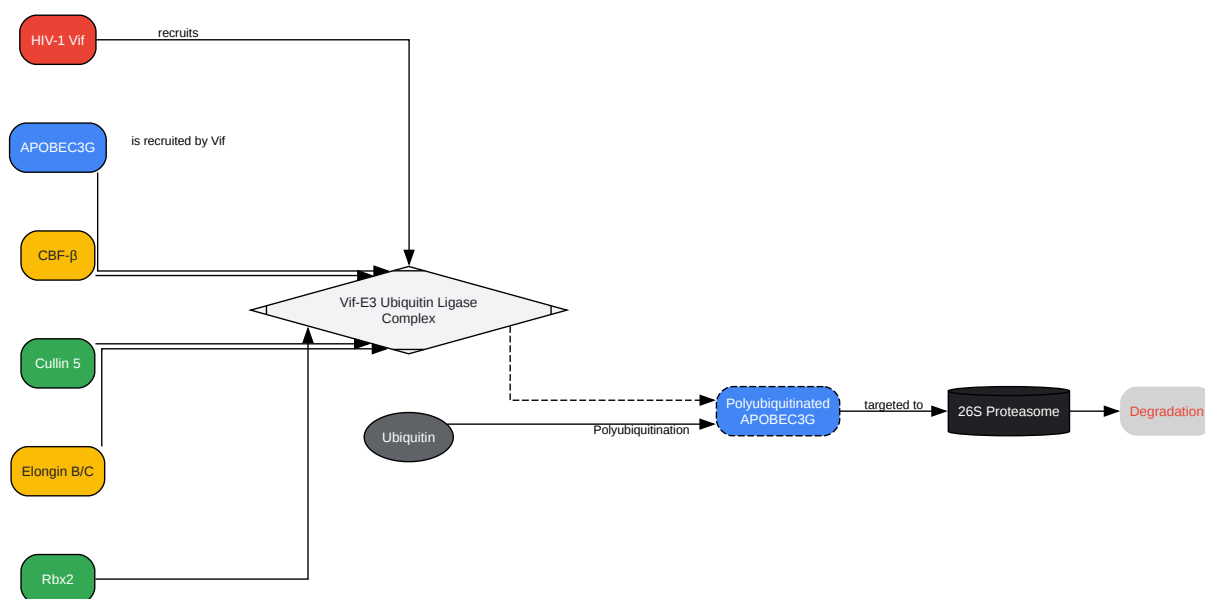 HIV-1 Vif
recruits
APOBEC3G
is recruited by Vif
CBF-β
Vif-E3 Ubiquitin Ligase
Complex
Cullin 5
Elongin B/C
Rbx2
Ubiquitin
Polyubiquitination
Polyubiquitinated
APOBEC3G
targeted to
26S Proteasome
Degradation